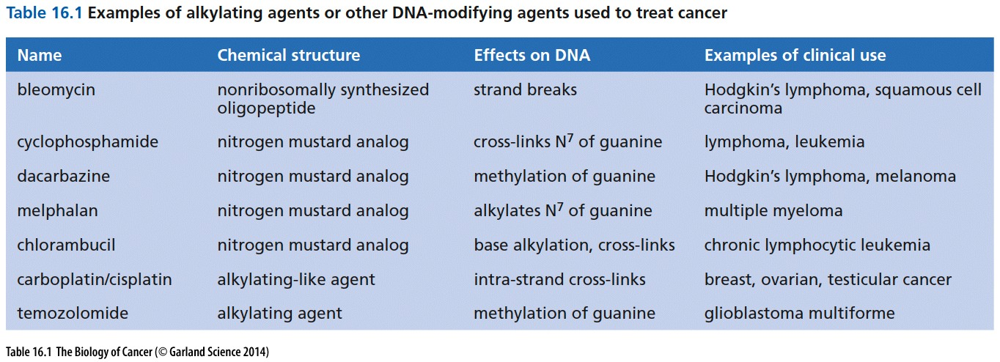 Table 16.1 Examples of alkylating agents or other DNA-modifying agents used to treat cancer
Name Chemical structure Effects on DNA Examples of clinical use
bleomycin nonribosomally synthesized oligopeptide strand breaks Hodgkin’s lymphoma, squamous cell carcinoma
cyclophosphamide nitrogen mustard analog cross-links N⁷ of guanine lymphoma, leukemia
dacarbazine nitrogen mustard analog methylation of guanine Hodgkin’s lymphoma, melanoma
melphalan nitrogen mustard analog alkylates N⁷ of guanine multiple myeloma
chlorambucil nitrogen mustard analog base alkylation, cross-links chronic lymphocytic leukemia
carboplatin/cisplatin alkylating-like agent intra-strand cross-links breast, ovarian, testicular cancer
temozolomide alkylating agent methylation of guanine glioblastoma multiforme
Table 16.1 The Biology of Cancer (© Garland Science 2014)